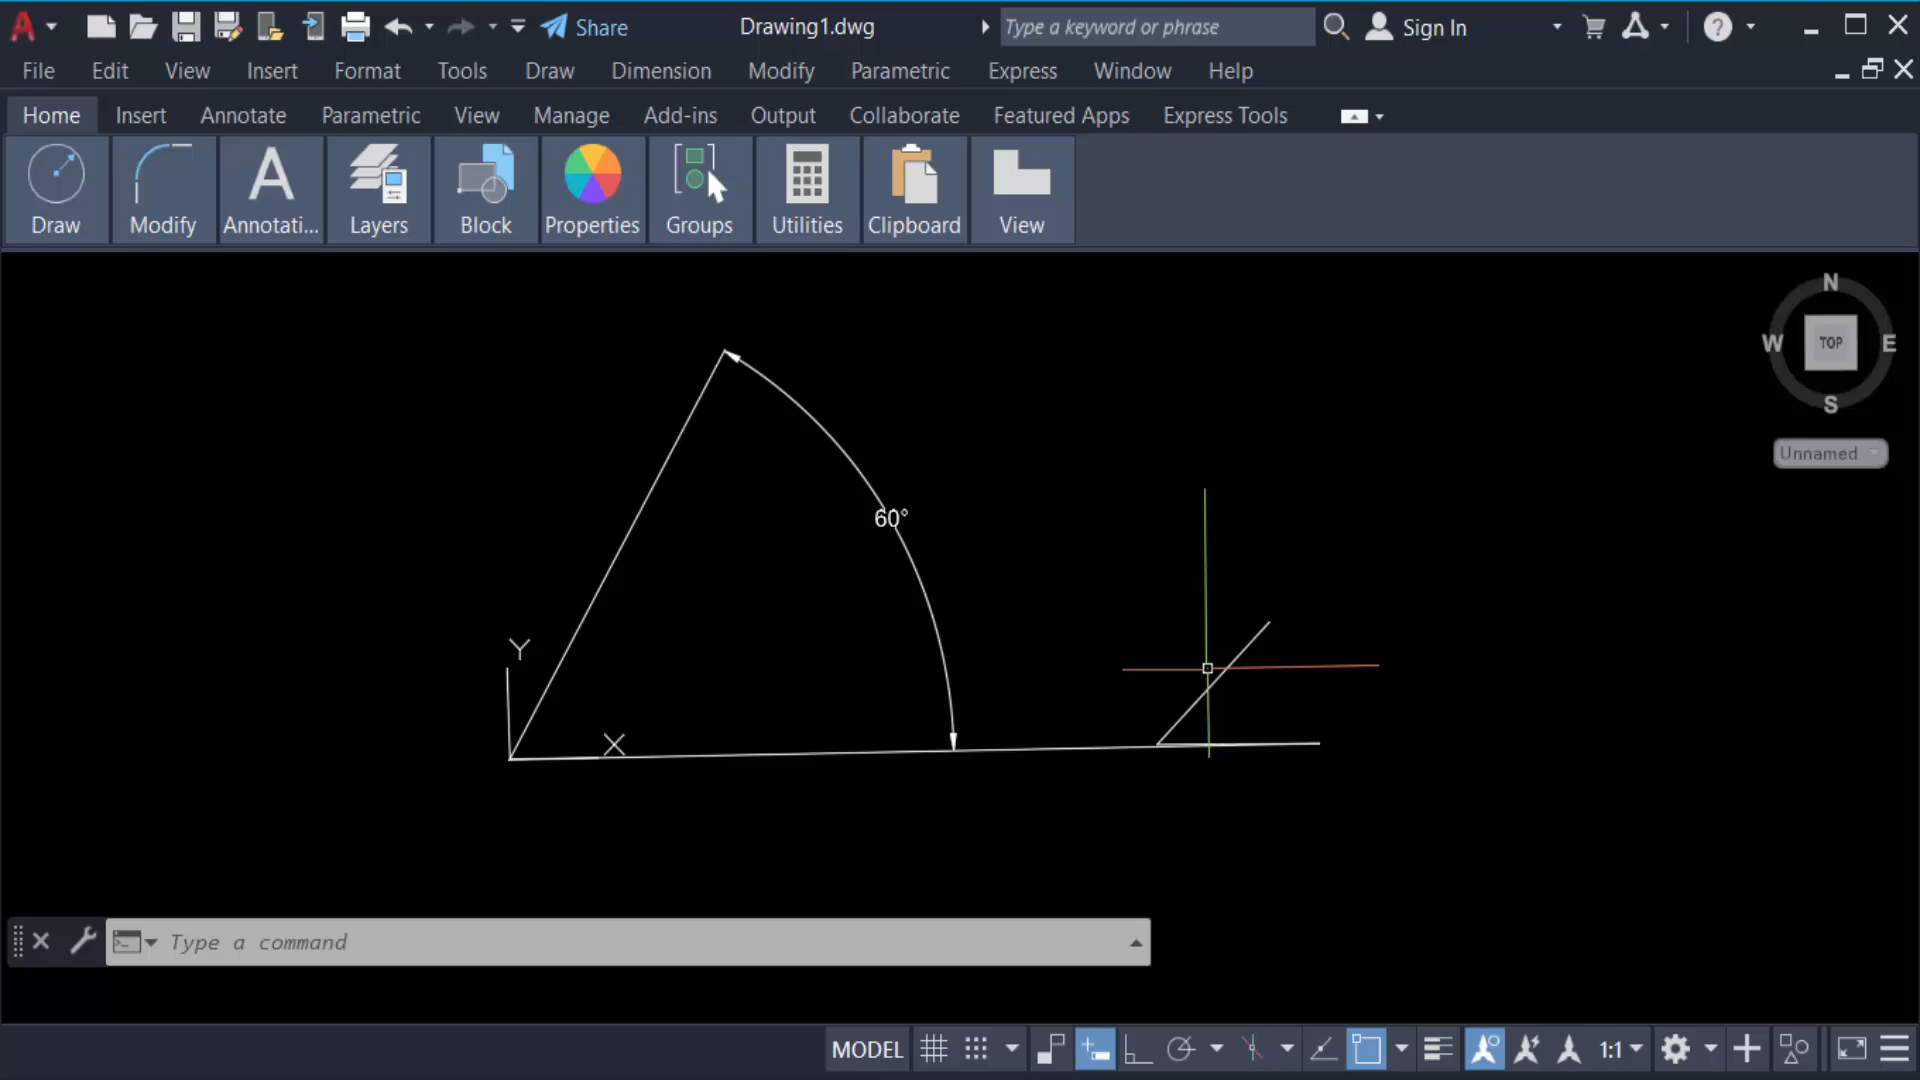 Share Drawing1.dwg Type a keyword or phrase Sign In
File Edit View Insert Format Tools Draw Dimension Modify Parametric Express Window Help
Home Insert Annotate Parametric View Manage Add-ins Output Collaborate Featured Apps Express Tools
Draw Modify Annotati... Layers Block Properties Groups Utilities Clipboard View
N
W TOP E
S
Unnamed
60°
Y
X
Type a command
MODEL 1:1